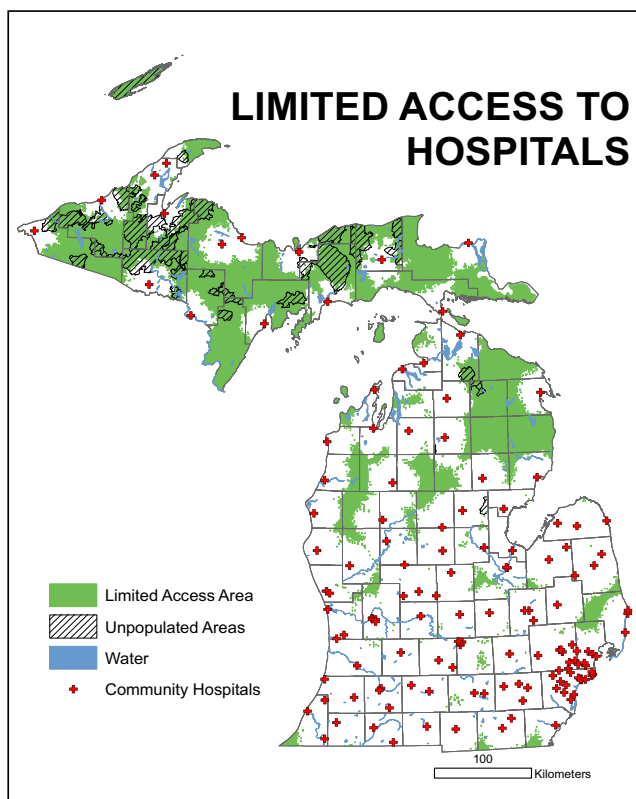 LIMITED ACCESS TO
HOSPITALS
Limited Access Area
Unpopulated Areas
Water
Community Hospitals
100
Kilometers